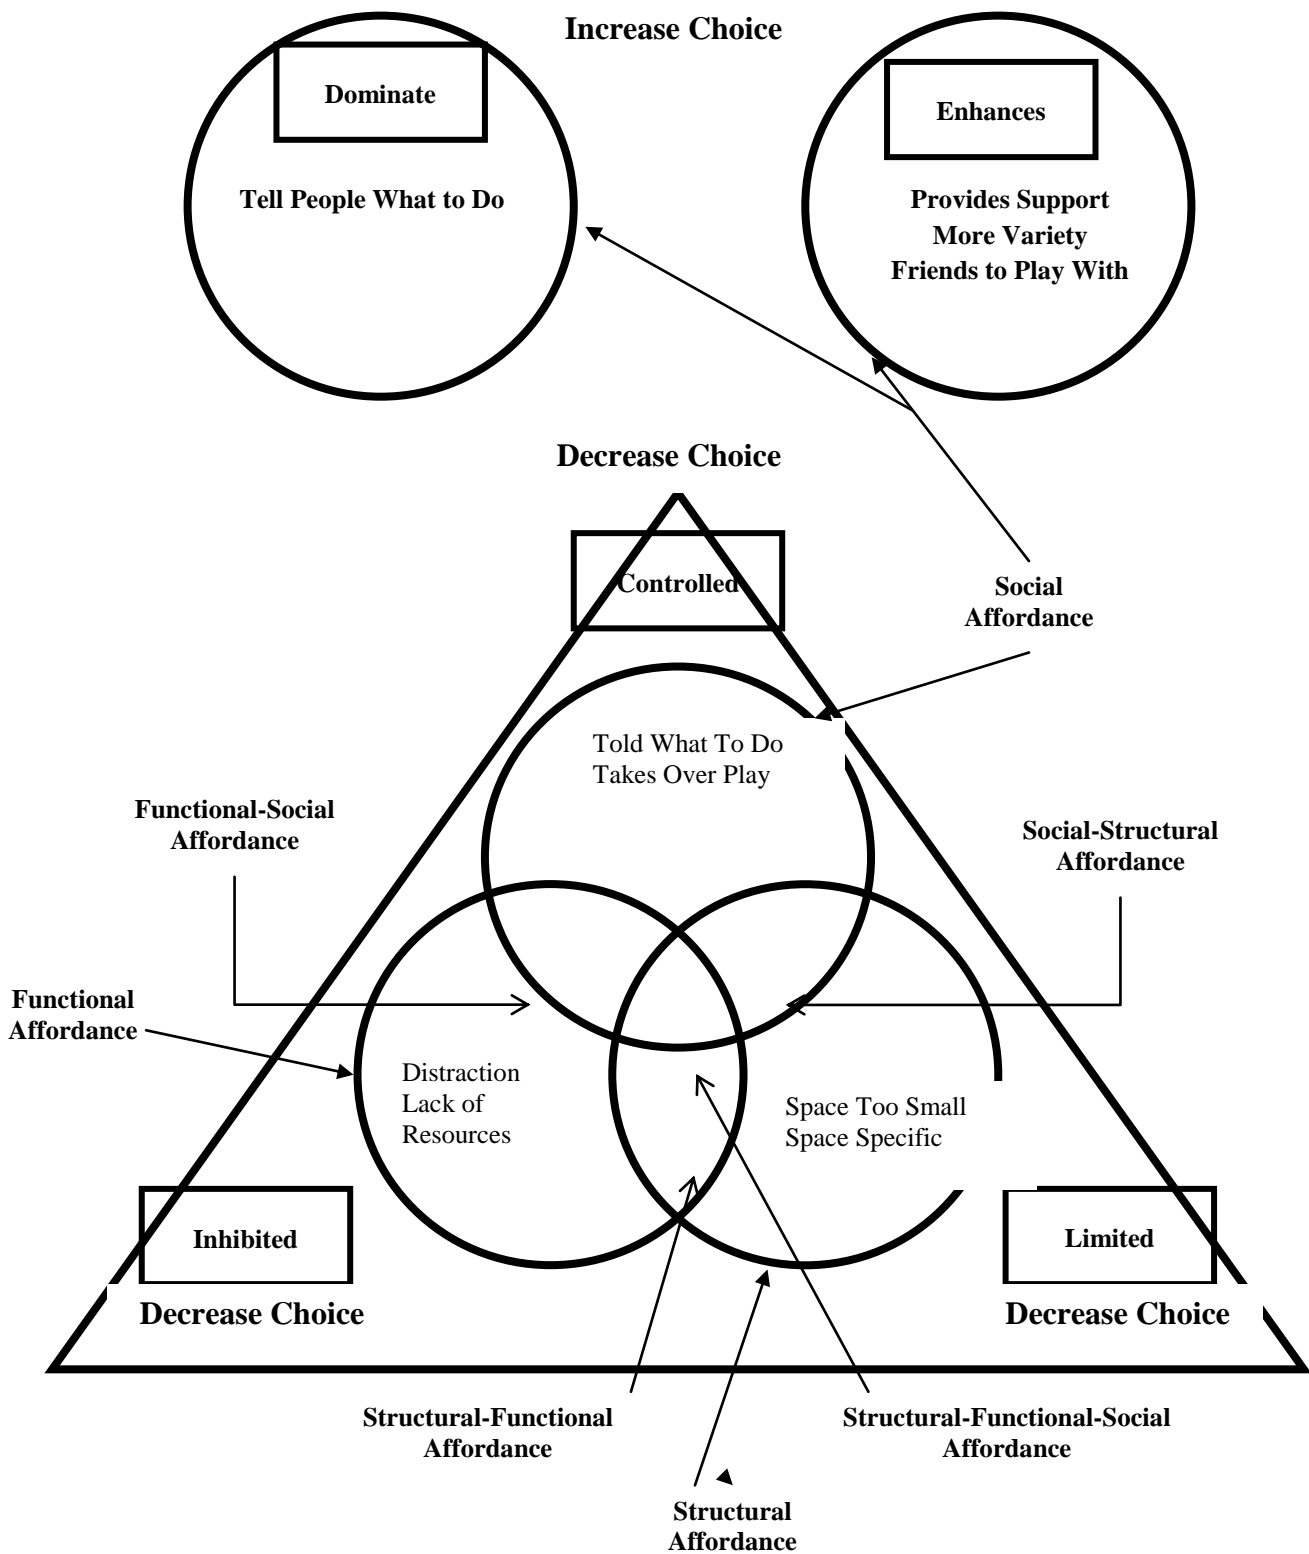 Increase Choice
Dominate
Tell People What to Do
Enhances
Provides Support
More Variety
Friends to Play With
Decrease Choice
Controlled
Social
Affordance
Told What To Do
Takes Over Play
Functional-Social
Affordance
Social-Structural
Affordance
Functional
Affordance
Distraction
Lack of
Resources
Space Too Small
Space Specific
Inhibited
Limited
Decrease Choice
Decrease Choice
Structural-Functional
Affordance
Structural-Functional-Social
Affordance
Structural
Affordance